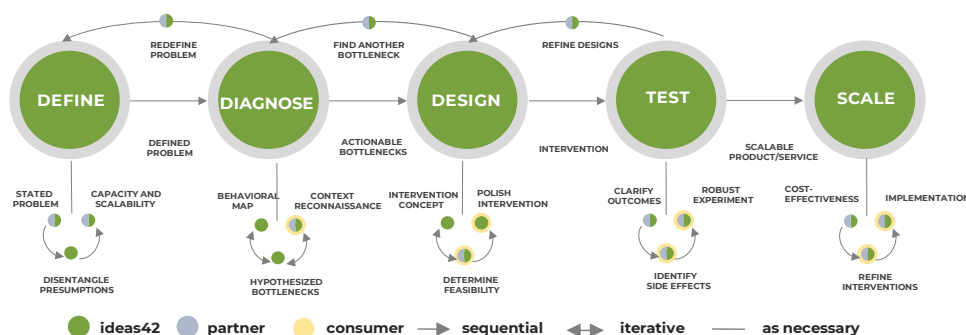 REDEFINE
PROBLEM
FIND ANOTHER
BOTTLENECK
REFINE DESIGNS
DEFINE
DIAGNOSE
DESIGN
TEST
SCALE
DEFINED
PROBLEM
ACTIONABLE
BOTTLENECKS
INTERVENTION
SCALABLE
PRODUCT/SERVICE
STATED
PROBLEM
CAPACITY AND
SCALABILITY
DISENTANGLE
PRESUMPTIONS
BEHAVIORAL
MAP
CONTEXT
RECONNAISSANCE
HYPOTHESIZED
BOTTLENECKS
INTERVENTION
CONCEPT
POLISH
INTERVENTION
DETERMINE
FEASIBILITY
CLARIFY
OUTCOMES
ROBUST
EXPERIMENT
IDENTIFY
SIDE EFFECTS
COST-
EFFECTIVENESS
IMPLEMENTATION
REFINE
INTERVENTIONS
ideas42
partner
consumer
sequential
iterative
as necessary